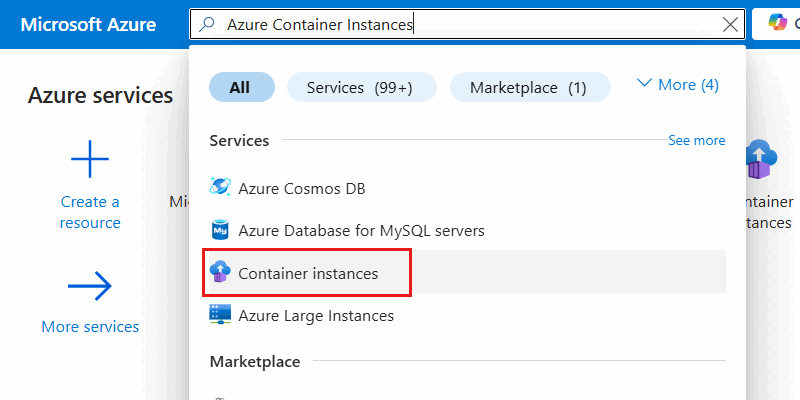 Microsoft Azure
Azure Container Instances
All
Services (99+)
Marketplace (1)
More (4)
Azure services
Services
See more
Create a
resource
Mi
Azure Cosmos DB
My
Azure Database for MySQL servers
Container instances
Azure Large Instances
More services
Marketplace
ntainer
tances